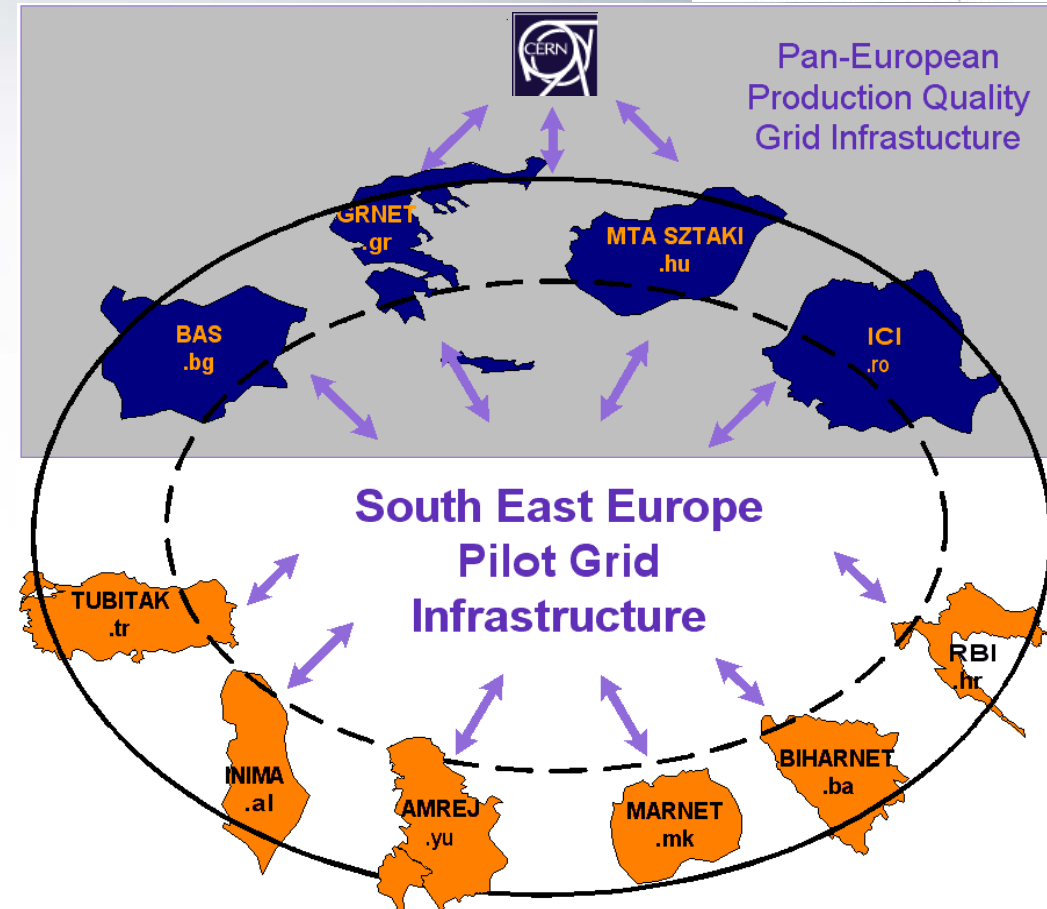 CERN
Pan-European
Production Quality
Grid Infrastucture
GRNET
.gr
MTA SZTAKI
.hu
BAS
.bg
ICI
.ro
South East Europe
Pilot Grid
Infrastructure
TUBITAK
.tr
RBI
.hr
INIMA
.al
AMREJ
.yu
MARNET
.mk
BIHARNET
.ba